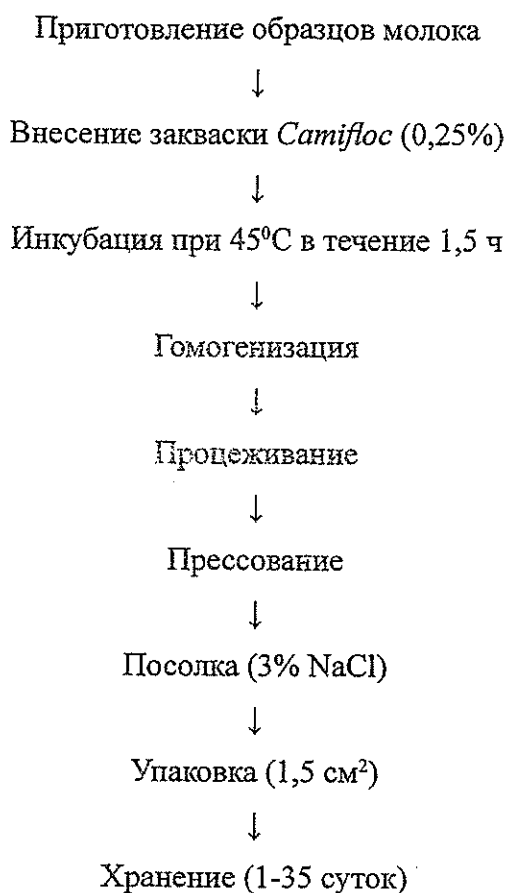 Приготовление образцов молока
↓
Внесение закваски Camifloc (0,25%)
↓
Инкубация при 45⁰С в течение 1,5 ч
↓
Гомогенизация
↓
Процеживание
↓
Прессование
↓
Посолка (3% NaCl)
↓
Упаковка (1,5 см²)
↓
Хранение (1-35 суток)